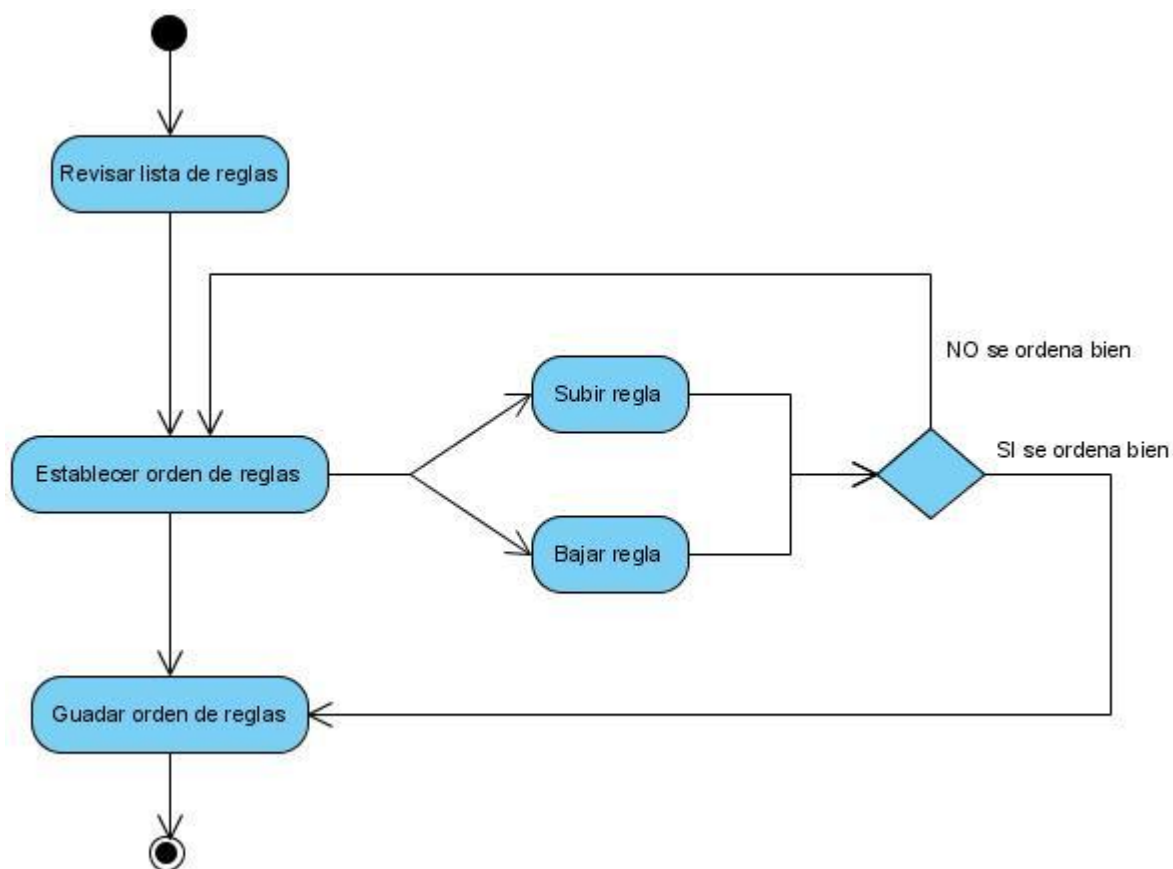 Revisar lista de reglas
NO se ordena bien
Subir regla
SI se ordena bien
Establecer orden de reglas
Bajar regla
Guadar orden de reglas